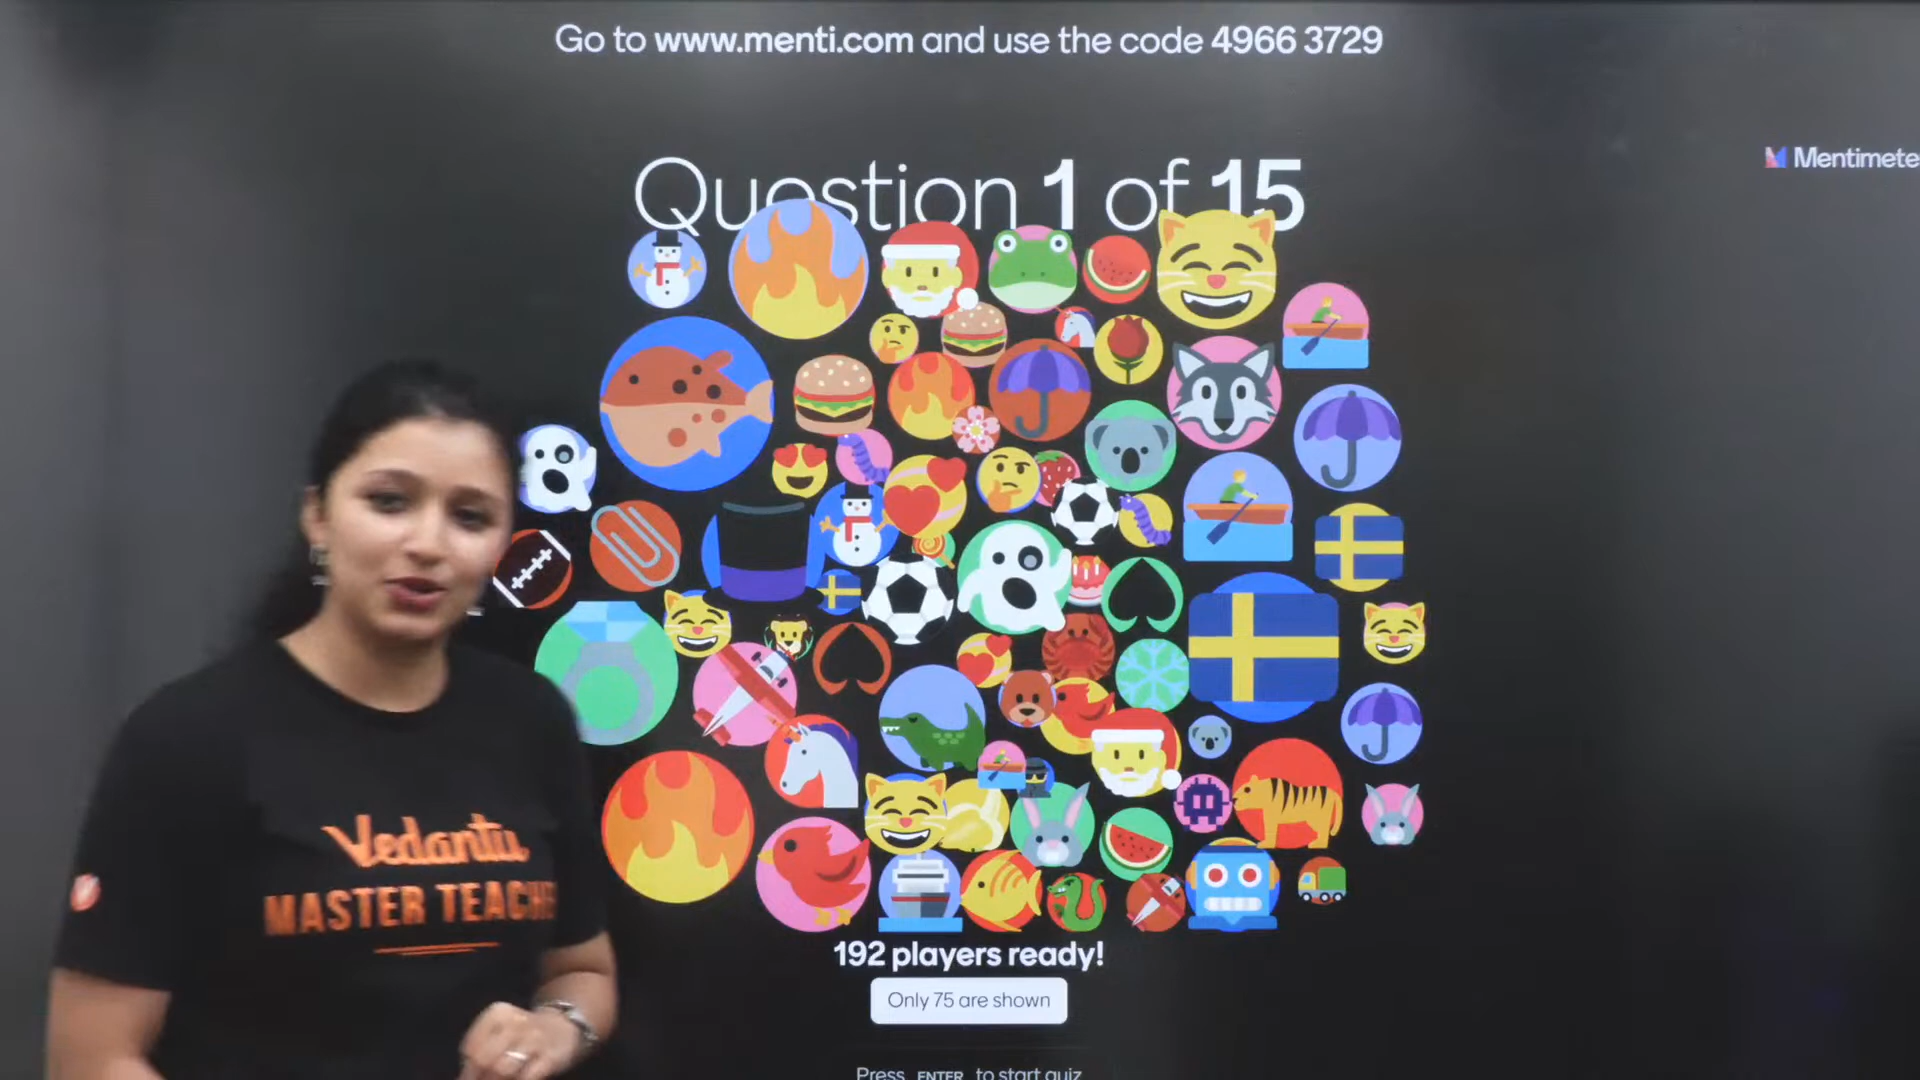 Go to www.menti.com and use the code 4966 3729
Mentimete
Question 1 of 15
Vedantu
MASTER TEACHE
192 players ready!
Only 75 are shown
Press ENTER to start quiz